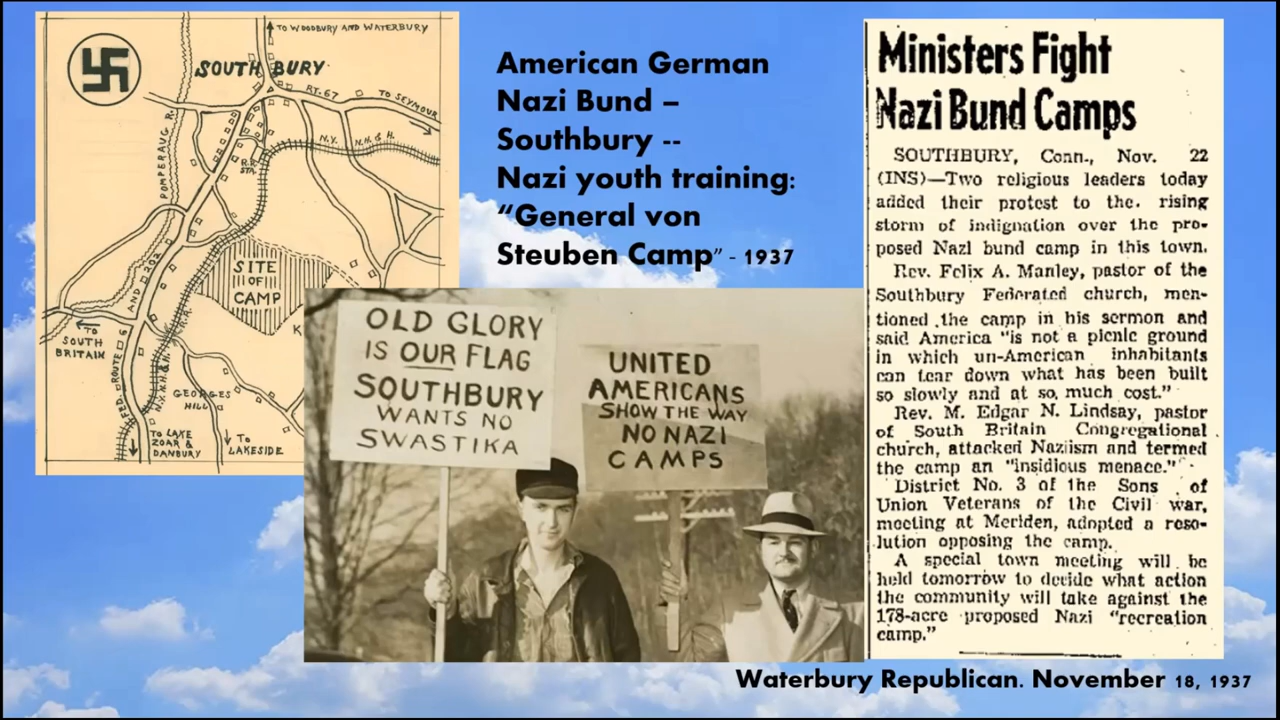 TO WOODBURY AND WATERBURY
SOUTHBURY
RT-67
TO SEYMOUR
POMPERAUG R.
N.Y. N.H. & H.
R.R.
STA.
SITE
OF
CAMP
AND 202
R.R.
K
TO
SOUTH
BRITAIN
FED. ROUTE 6
N.Y. N.H. & H.
GEORGES
HILL
TO LAKE
ZOAR &
DANBURY
TO
LAKESIDE
American German
Nazi Bund –
Southbury --
Nazi youth training:
“General von
Steuben Camp” - 1937
OLD GLORY
IS OUR FLAG
SOUTHBURY
WANTS NO
SWASTIKA
UNITED
AMERICANS
SHOW THE WAY
NO NAZI
CAMPS
Ministers Fight
Nazi Bund Camps
SOUTHBURY, Conn., Nov. 22
(INS)—Two religious leaders today
added their protest to the. rising
storm of indignation over the pro-
posed Nazi bund camp in this town.
Rev. Felix A. Manley, pastor of the
Southbury Federated church, men-
tioned the camp in his sermon and
said America "is not a picnic ground
in which un-American inhabitants
can tear down what has been built
so slowly and at so much cost."
Rev. M. Edgar N. Lindsay, pastor
of South Britain Congregational
church, attacked Naziism and termed
the camp an "insidious menace."
District No. 3 of the Sons of
Union Veterans of the Civil war,
meeting at Meriden, adopted a reso-
lution opposing the camp.
A special town meeting will be
held tomorrow to decide what action
the community will take against the
178-acre proposed Nazi "recreation
camp."
Waterbury Republican. November 18, 1937